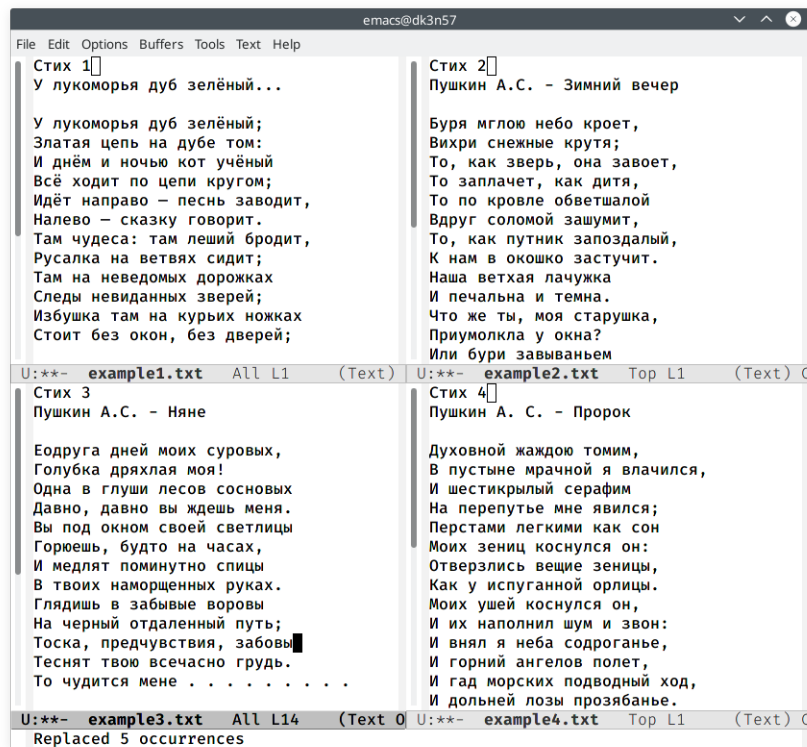 emacs@dk3n57
File Edit Options Buffers Tools Text Help
Стих 1
У лукоморья дуб зелёный...
У лукоморья дуб зелёный;
Златая цепь на дубе том:
И днём и ночью кот учёный
Всё ходит по цепи кругом;
Идёт направо — песнь заводит,
Налево — сказку говорит.
Там чудеса: там леший бродит,
Русалка на ветвях сидит;
Там на неведомых дорожках
Следы невиданных зверей;
Избушка там на курьих ножках
Стоит без окон, без дверей;
U:**-  example1.txt   All L1     (Text)
Стих 2
Пушкин А.С. - Зимний вечер
Буря мглою небо кроет,
Вихри снежные крутя;
То, как зверь, она завоет,
То заплачет, как дитя,
То по кровле обветшалой
Вдруг соломой зашумит,
То, как путник запоздалый,
К нам в окошко застучит.
Наша ветхая лачужка
И печальна и темна.
Что же ты, моя старушка,
Приумолкла у окна?
Или бури завываньем
U:**-  example2.txt   Top L1     (Text)
Стих 3
Пушкин А.С. - Няне
Еодруга дней моих суровых,
Голубка дряхлая моя!
Одна в глуши лесов сосновых
Давно, давно вы ждешь меня.
Вы под окном своей светлицы
Горюешь, будто на часах,
И медлят поминутно спицы
В твоих наморщенных руках.
Глядишь в забывые воровы
На черный отдаленный путь;
Тоска, предчувствия, забовы
Теснят твою всечасно грудь.
То чудится мене . . . . . . . . .
U:**-  example3.txt   All L14    (Text O
Стих 4
Пушкин А. С. - Пророк
Духовной жаждою томим,
В пустыне мрачной я влачился,
И шестикрылый серафим
На перепутье мне явился;
Перстами легкими как сон
Моих зениц коснулся он:
Отверзлись вещие зеницы,
Как у испуганной орлицы.
Моих ушей коснулся он,
И их наполнил шум и звон:
И внял я неба содроганье,
И горний ангелов полет,
И гад морских подводный ход,
И дольней лозы прозябанье.
U:**-  example4.txt   Top L1     (Text)
Replaced 5 occurrences